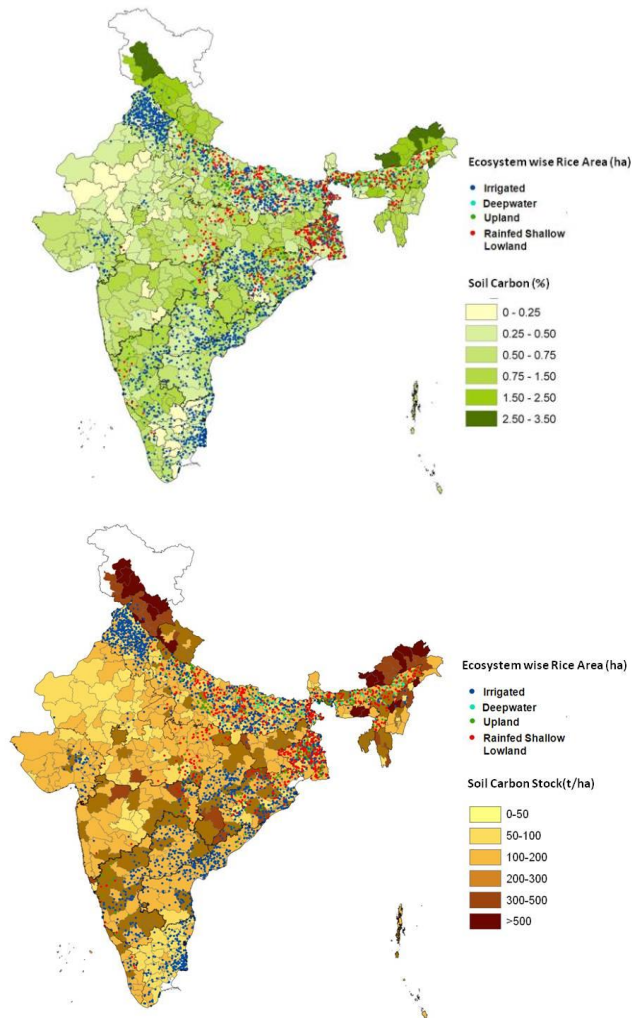 Ecosystem wise Rice Area (ha)
Irrigated
Deepwater
Upland
Rainfed Shallow
Lowland
Soil Carbon (%)
0 - 0.25
0.25 - 0.50
0.50 - 0.75
0.75 - 1.50
1.50 - 2.50
2.50 - 3.50
Ecosystem wise Rice Area (ha)
Irrigated
Deepwater
Upland
Rainfed Shallow
Lowland
Soil Carbon Stock(t/ha)
0-50
50-100
100-200
200-300
300-500
>500